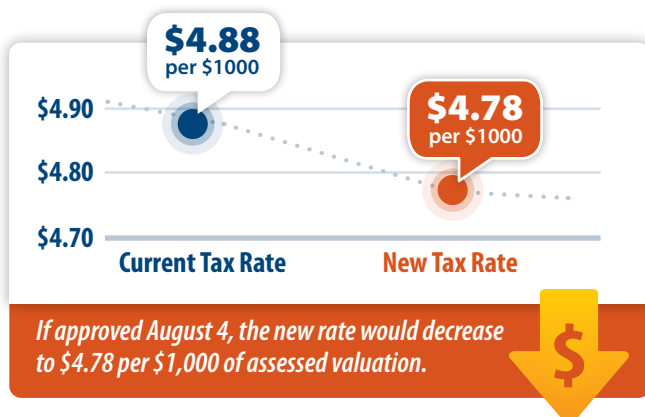 $4.88
per $1000
$4.90
$4.78
per $1000
$4.80
$4.70
Current Tax Rate
New Tax Rate
If approved August 4, the new rate would decrease
to $4.78 per $1,000 of assessed valuation.
$